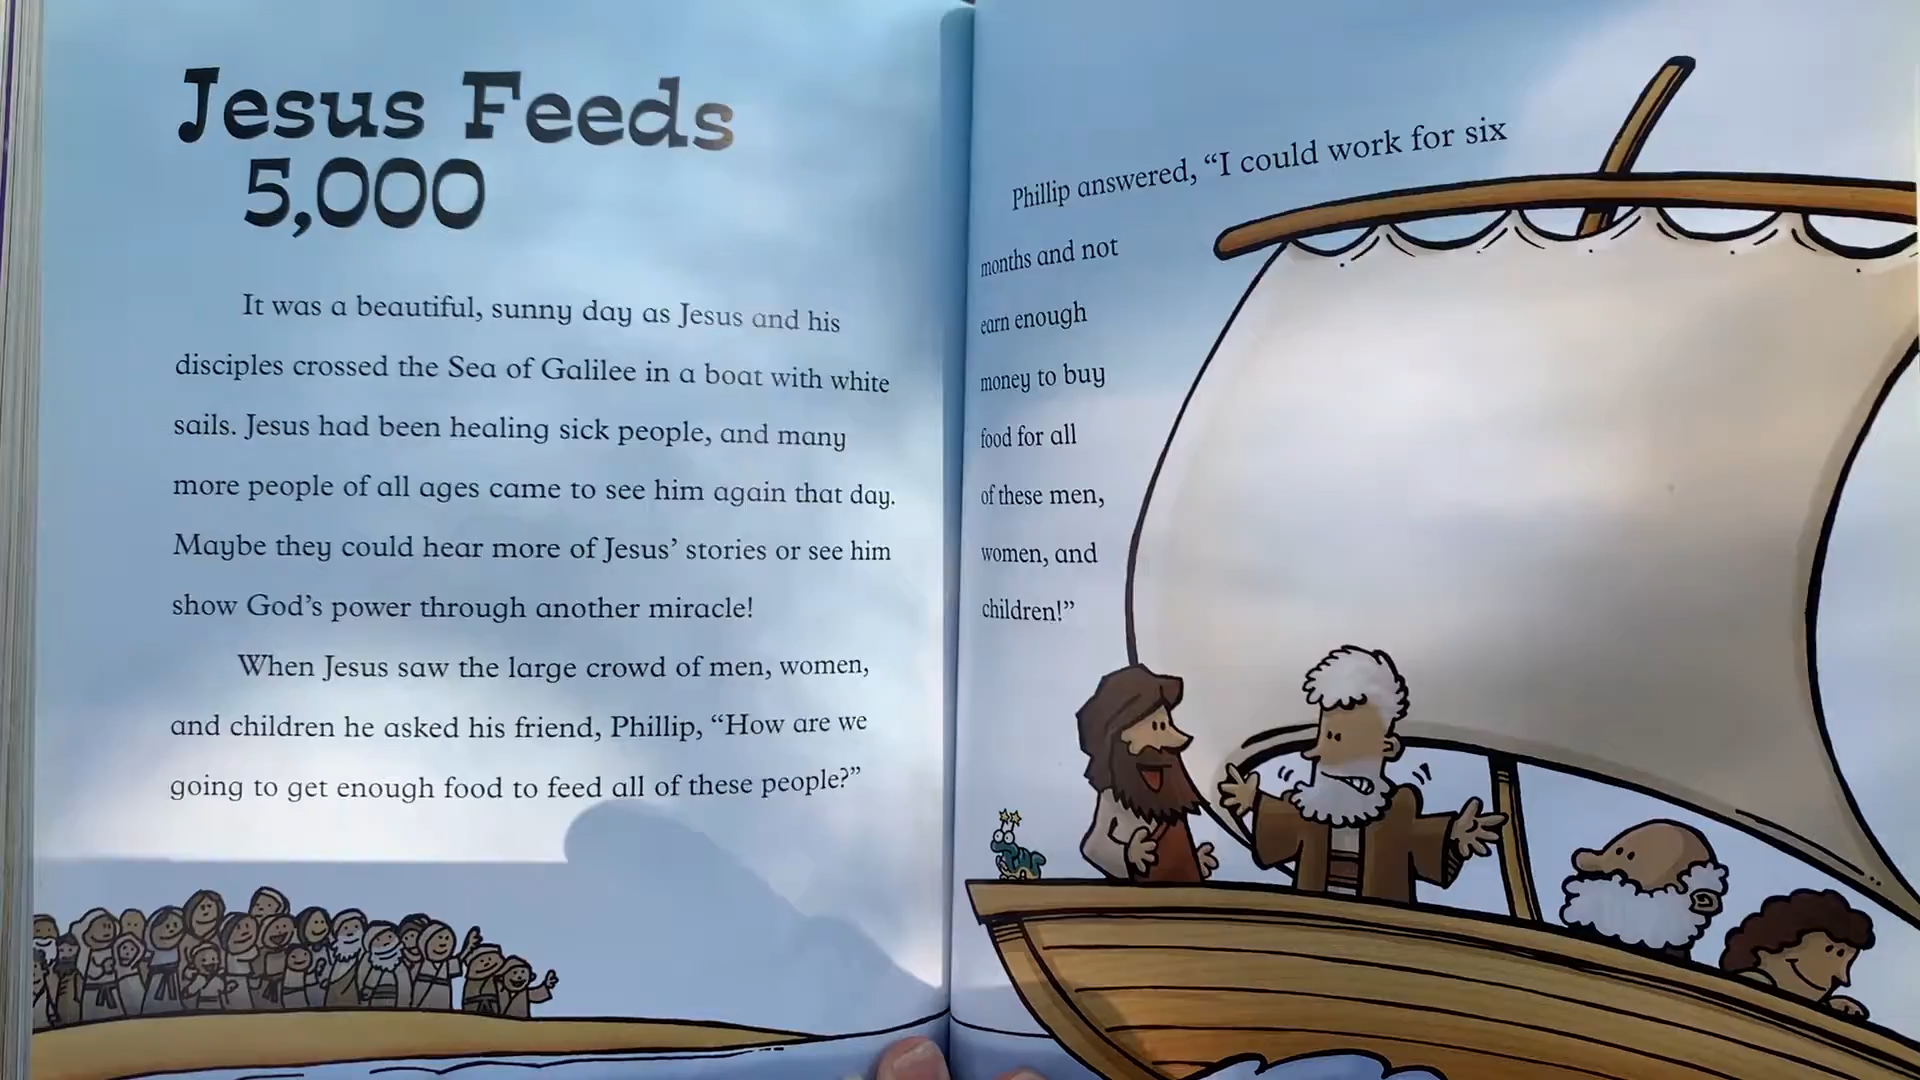 Jesus Feeds
5,000
It was a beautiful, sunny day as Jesus and his
disciples crossed the Sea of Galilee in a boat with white
sails. Jesus had been healing sick people, and many
more people of all ages came to see him again that day.
Maybe they could hear more of Jesus’ stories or see him
show God’s power through another miracle!
When Jesus saw the large crowd of men, women,
and children he asked his friend, Phillip, “How are we
going to get enough food to feed all of these people?”
Phillip answered, “I could work for six
months and not
earn enough
money to buy
food for all
of these men,
women, and
children!”